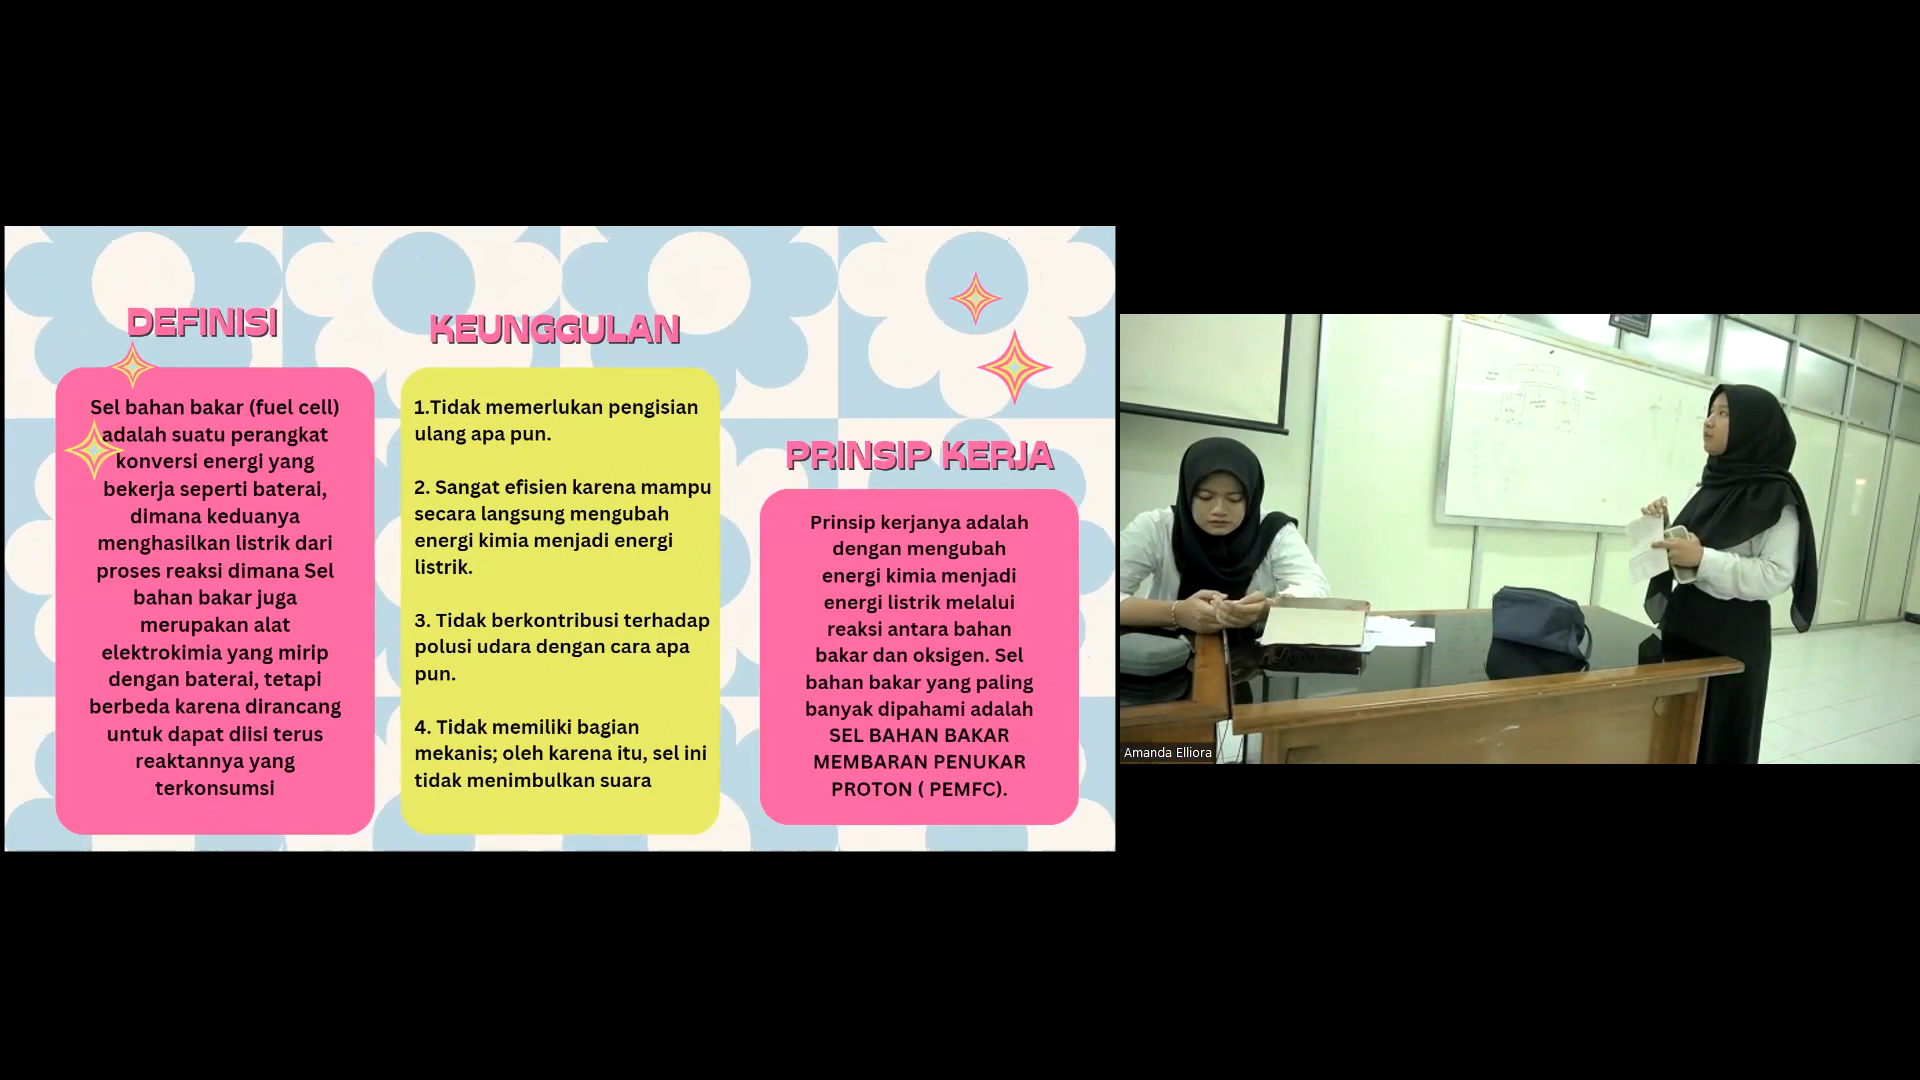 DEFINISI
Sel bahan bakar (fuel cell)
adalah suatu perangkat
konversi energi yang
bekerja seperti baterai,
dimana keduanya
menghasilkan listrik dari
proses reaksi dimana Sel
bahan bakar juga
merupakan alat
elektrokimia yang mirip
dengan baterai, tetapi
berbeda karena dirancang
untuk dapat diisi terus
reaktannya yang
terkonsumsi
KEUNGGULAN
1.Tidak memerlukan pengisian
ulang apa pun.
2. Sangat efisien karena mampu
secara langsung mengubah
energi kimia menjadi energi
listrik.
3. Tidak berkontribusi terhadap
polusi udara dengan cara apa
pun.
4. Tidak memiliki bagian
mekanis; oleh karena itu, sel ini
tidak menimbulkan suara
PRINSIP KERJA
Prinsip kerjanya adalah
dengan mengubah
energi kimia menjadi
energi listrik melalui
reaksi antara bahan
bakar dan oksigen. Sel
bahan bakar yang paling
banyak dipahami adalah
SEL BAHAN BAKAR
MEMBARAN PENUKAR
PROTON ( PEMFC).
Amanda Elliora